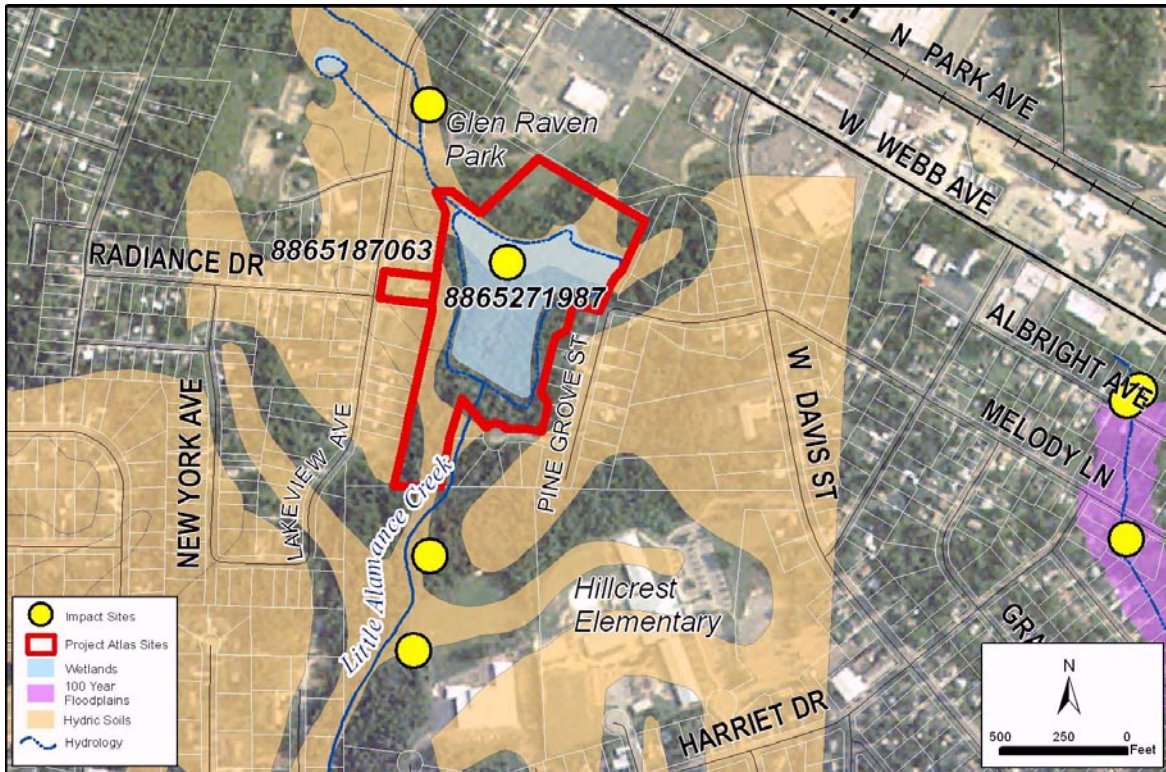 N PARK AVE
W WEBB AVE
Glen Raven
Park
RADIANCE DR
8865187063
8865271987
ALBRIGHT AVE
MELODY LN
W DAVIS ST
PINE GROVE ST
NEW YORK AVE
LAKEVIEW AVE
Lirtle Alamance Creek
Hillcrest
Elementary
GRA
HARRIET DR
Impact Sites
Project Atlas Sites
Wetlands
100 Year
Floodplains
Hydric Soils
Hydrology
N
500 250 0
Feet